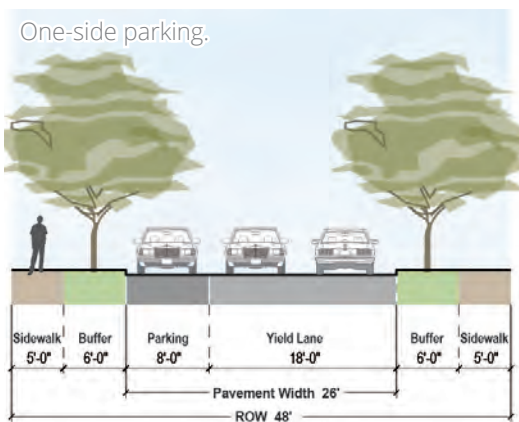 One-side parking.
Sidewalk Buffer Parking Yield Lane Buffer Sidewalk
5'-0" 6'-0" 8'-0" 18'-0" 6'-0" 5'-0"
Pavement Width 26'
ROW 48'